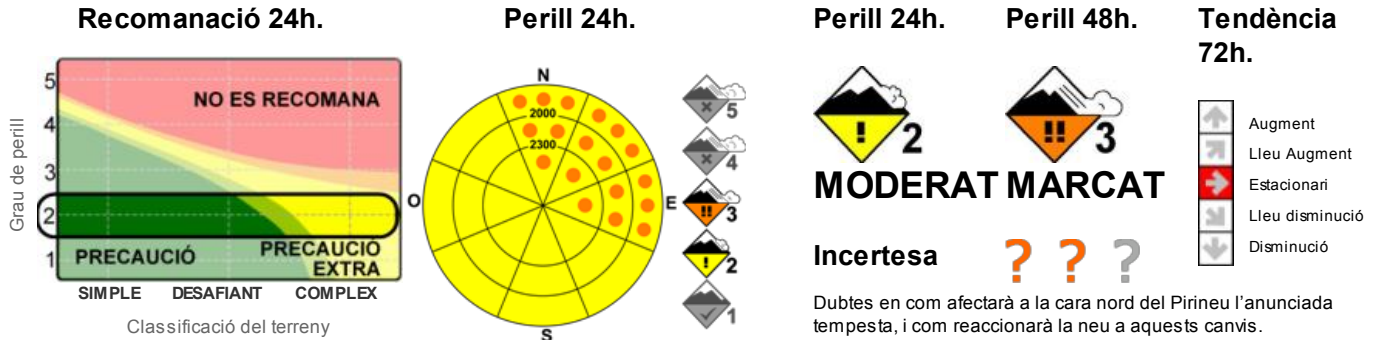 Recomanació 24h.
Grau de perill
5
4
3
2
1
NO ES RECOMANA
PRECAUCIÓ
PRECAUCIÓ
EXTRA
SIMPLE DESAFIANT COMPLEX
Classificació del terreny
Perill 24h.
N
2000
2300
O
E
S
5
4
!! 3
! 2
1
Perill 24h.
! 2
MODERAT
Perill 48h.
!! 3
MARCAT
Incertesa ? ? ?
Dubtes en com afectarà a la cara nord del Pirineu l’anunciada
tempesta, i com reaccionarà la neu a aquests canvis.
Tendència
72h.
Augment
Lleu Augment
Estacionari
Lleu disminució
Disminució